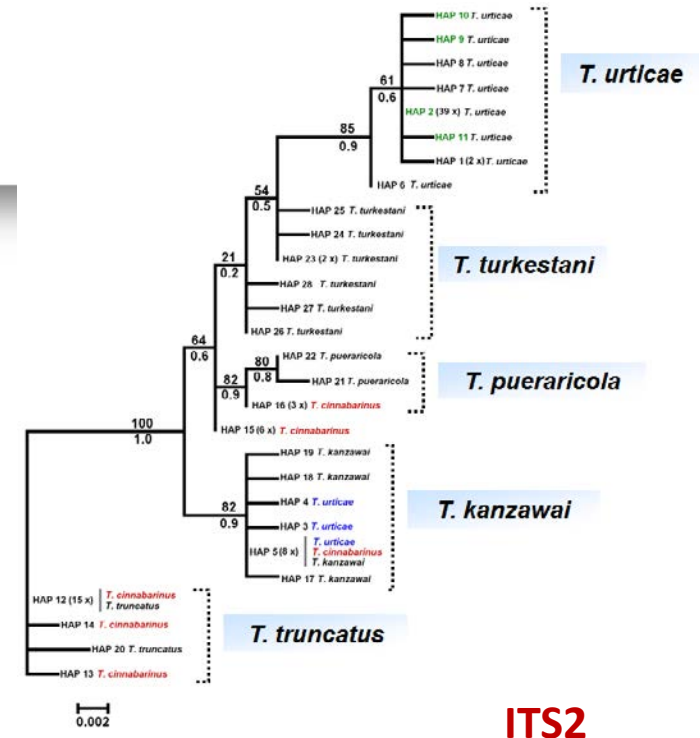 HAP 10 T. urticae
HAP 9 T. urticae
HAP 8 T. urticae
HAP 7 T. urticae
HAP 2 (39 x) T. urticae
HAP 11 T. urticae
HAP 1 (2 x) T. urticae
HAP 6 T. urticae
T. urticae
61
0.6
85
0.9
54
0.5
HAP 25 T. turkestani
HAP 24 T. turkestani
HAP 23 (2 x) T. turkestani
HAP 28 T. turkestani
HAP 27 T. turkestani
HAP 26 T. turkestani
T. turkestani
21
0.2
64
0.6
HAP 22 T. pueraricola
HAP 21 T. pueraricola
HAP 16 (3 x) T. cinnabarinus
T. pueraricola
80
0.8
82
0.9
HAP 15 (6 x) T. cinnabarinus
100
1.0
HAP 19 T. kanzawai
HAP 18 T. kanzawai
HAP 4 T. urticae
HAP 3 T. urticae
HAP 5 (8 x)
T. urticae
T. cinnabarinus
T. kanzawai
HAP 17 T. kanzawai
T. kanzawai
82
0.9
HAP 12 (15 x)
T. cinnabarinus
T. truncatus
HAP 14 T. cinnabarinus
HAP 20 T. truncatus
HAP 13 T. cinnabarinus
T. truncatus
0.002
ITS2